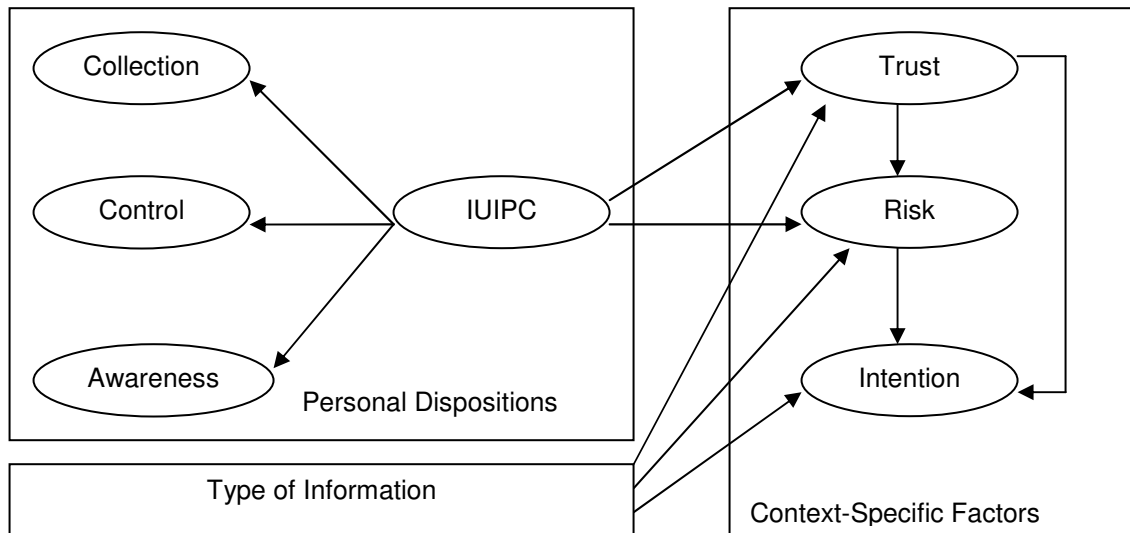 Collection
Trust
Control
IUIPC
Risk
Awareness
Intention
Personal Dispositions
Type of Information
Context-Specific Factors